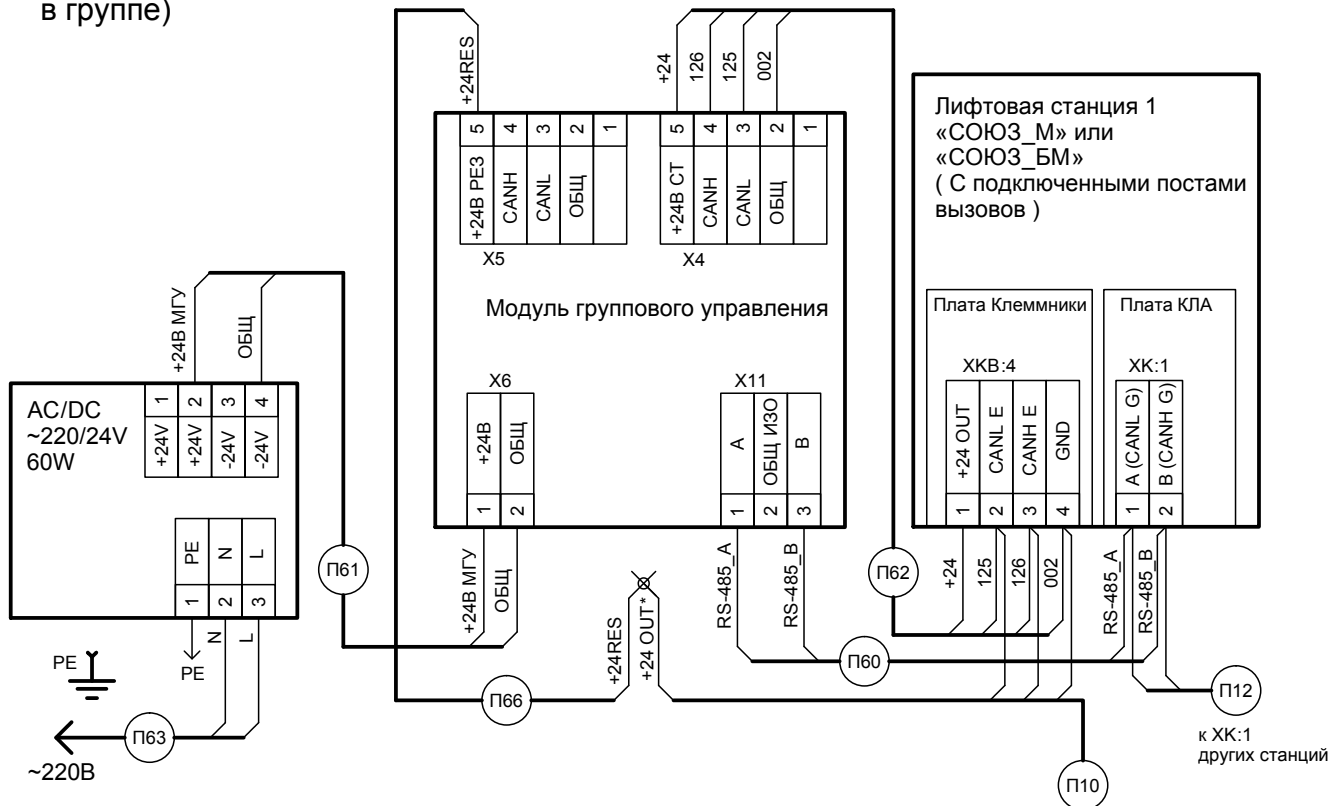 в группе)
+24RES
+24
126
125
002
5
4
3
2
1
+24В РЕЗ
CANH
CANL
ОБЩ
X5
5
4
3
2
1
+24В СТ
CANH
CANL
ОБЩ
X4
Модуль группового управления
X6
+24В
ОБЩ
1
2
X11
A
ОБЩ ИЗО
B
1
2
3
Лифтовая станция 1
«СОЮЗ_М» или
«СОЮЗ_БМ»
( С подключенными постами
вызовов )
Плата Клеммники
XKB:4
+24 OUT
CANL E
CANH E
GND
1
2
3
4
Плата КЛА
XK:1
A (CANL G)
B (CANH G)
1
2
+24В МГУ
ОБЩ
AC/DC
~220/24V
60W
1
2
3
4
+24V
+24V
-24V
-24V
PE
N
L
1
2
3
N
L
PE
PE
П63
~220В
П61
+24В МГУ
ОБЩ
П66
+24RES
+24 OUT*
RS-485_A
RS-485_B
П60
П62
+24
125
126
002
RS-485_A
RS-485_B
П12
к XK:1
других станций
П10